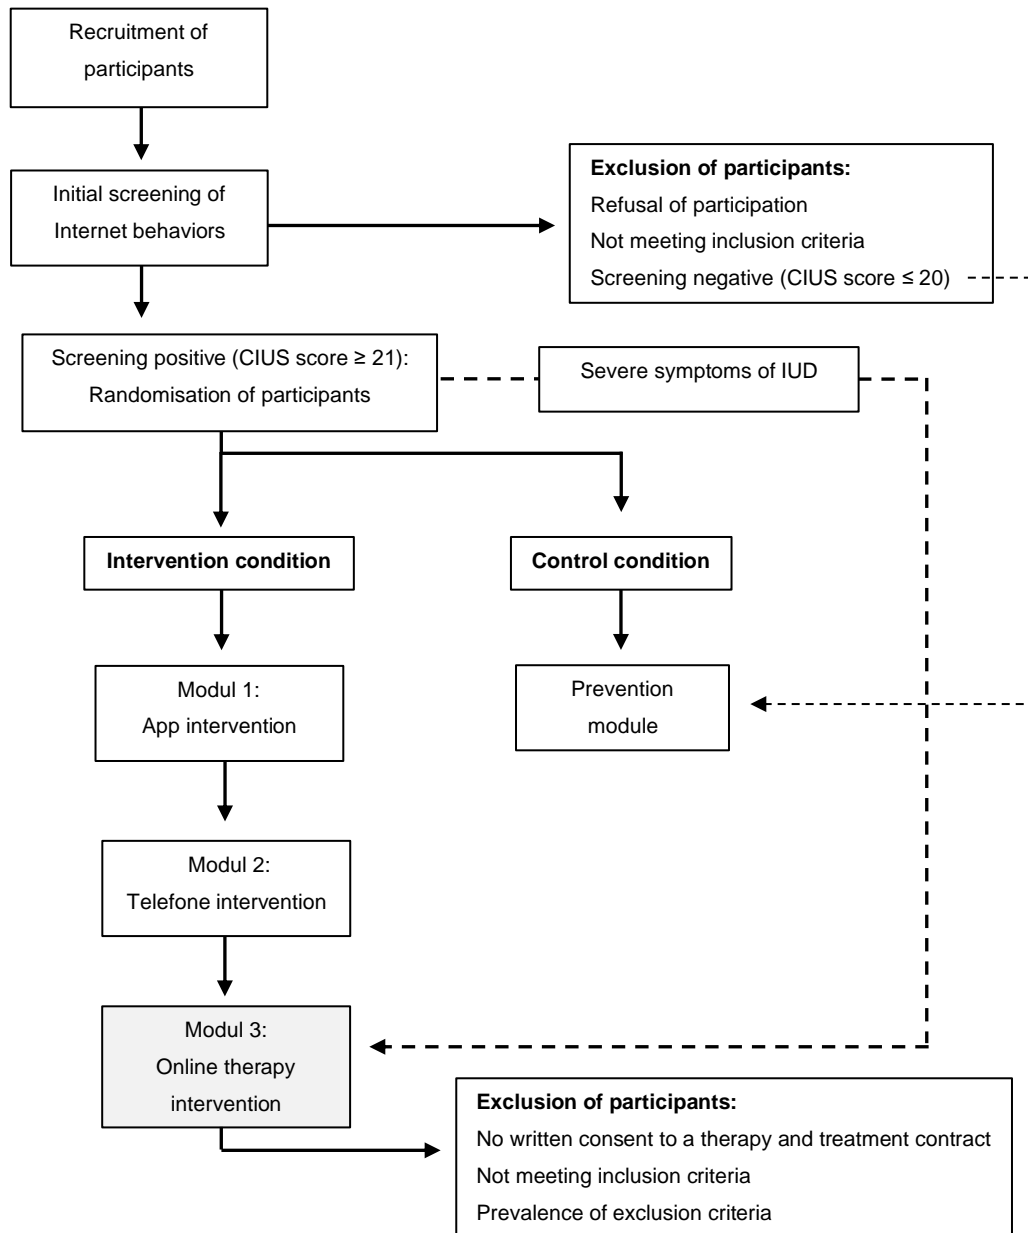 Recruitment of
participants
Initial screening of
Internet behaviors
Exclusion of participants:
Refusal of participation
Not meeting inclusion criteria
Screening negative (CIUS score ≤ 20)
Screening positive (CIUS score ≥ 21):
Randomisation of participants
Severe symptoms of IUD
Intervention condition
Control condition
Modul 1:
App intervention
Prevention
module
Modul 2:
Telefone intervention
Modul 3:
Online therapy
intervention
Exclusion of participants:
No written consent to a therapy and treatment contract
Not meeting inclusion criteria
Prevalence of exclusion criteria